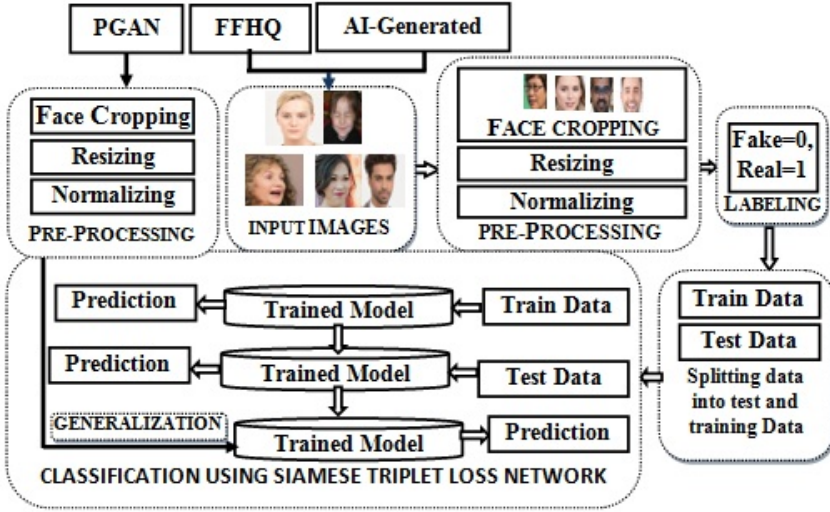 PGAN
FFHQ
AI-Generated
Face Cropping
Resizing
Normalizing
PRE-PROCESSING
INPUT IMAGES
FACE CROPPING
Resizing
Normalizing
PRE-PROCESSING
Fake=0,
Real=1
LABELING
Train Data
Test Data
Splitting data
into test and
training Data
Prediction
Trained Model
Train Data
Prediction
Trained Model
Test Data
GENERALIZATION
Trained Model
Prediction
CLASSIFICATION USING SIAMESE TRIPLET LOSS NETWORK